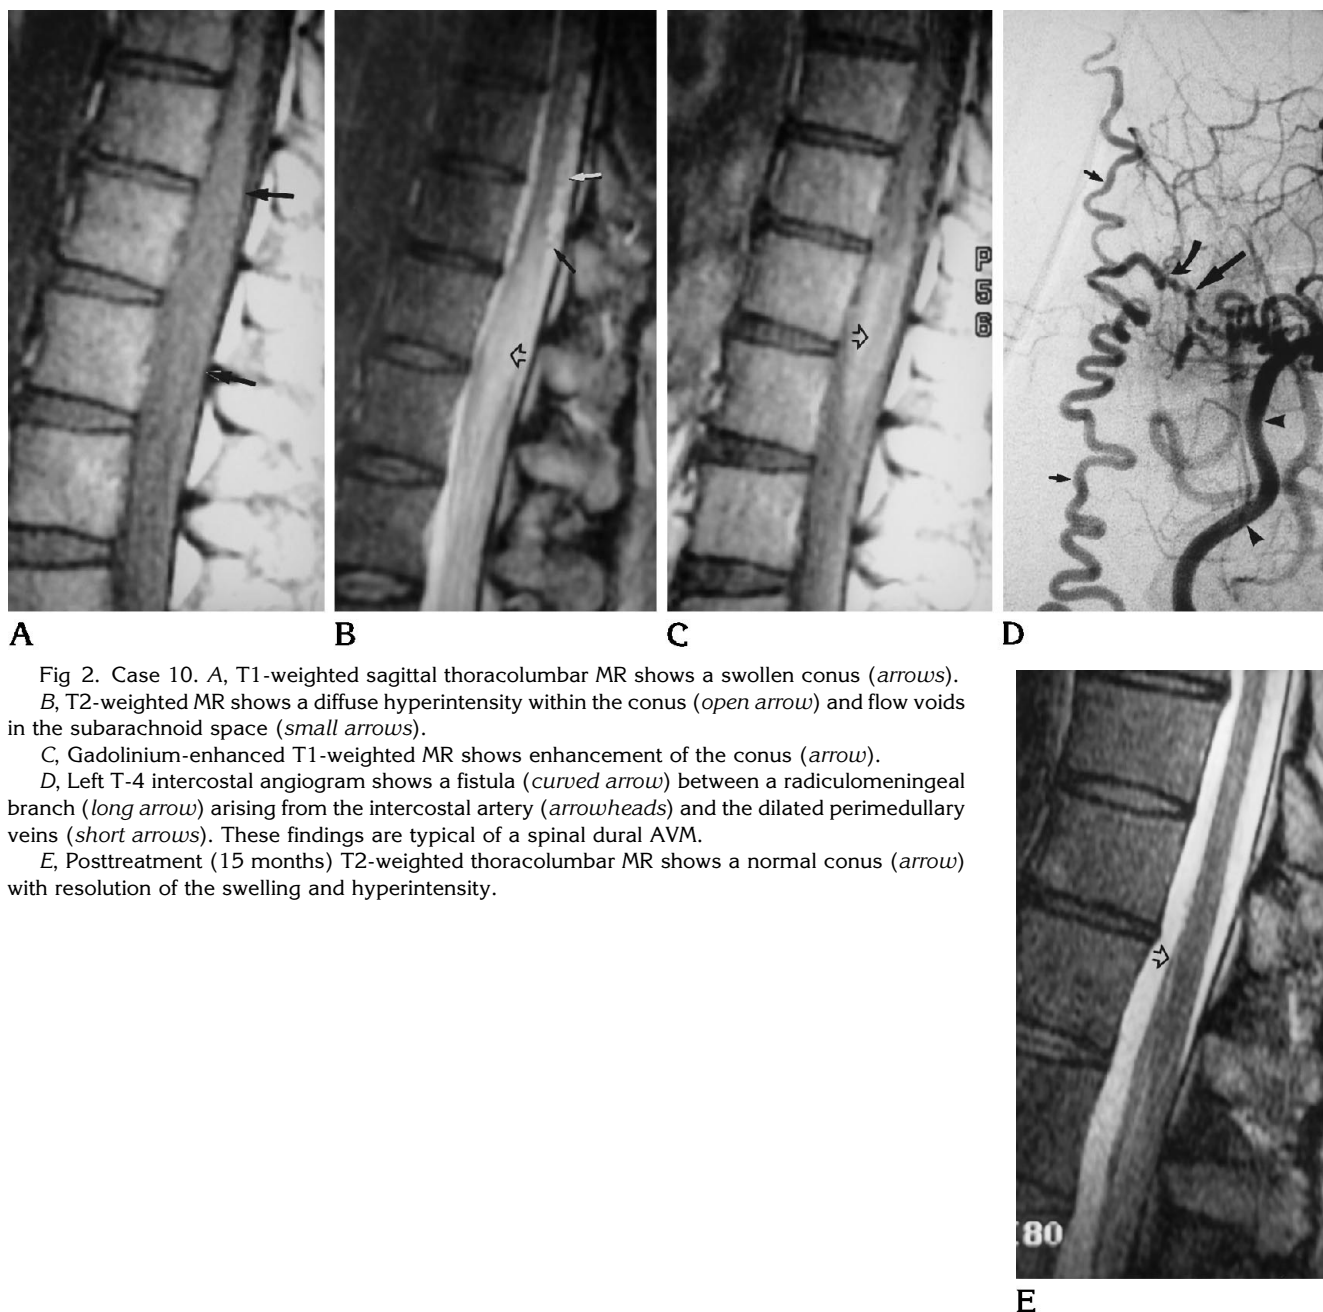 P
5
6
A
B
C
D
Fig 2. Case 10. A, T1-weighted sagittal thoracolumbar MR shows a swollen conus (arrows).
B, T2-weighted MR shows a diffuse hyperintensity within the conus (open arrow) and flow voids
in the subarachnoid space (small arrows).
C, Gadolinium-enhanced T1-weighted MR shows enhancement of the conus (arrow).
D, Left T-4 intercostal angiogram shows a fistula (curved arrow) between a radiculomeningeal
branch (long arrow) arising from the intercostal artery (arrowheads) and the dilated perimedullary
veins (short arrows). These findings are typical of a spinal dural AVM.
E, Posttreatment (15 months) T2-weighted thoracolumbar MR shows a normal conus (arrow)
with resolution of the swelling and hyperintensity.
80
E